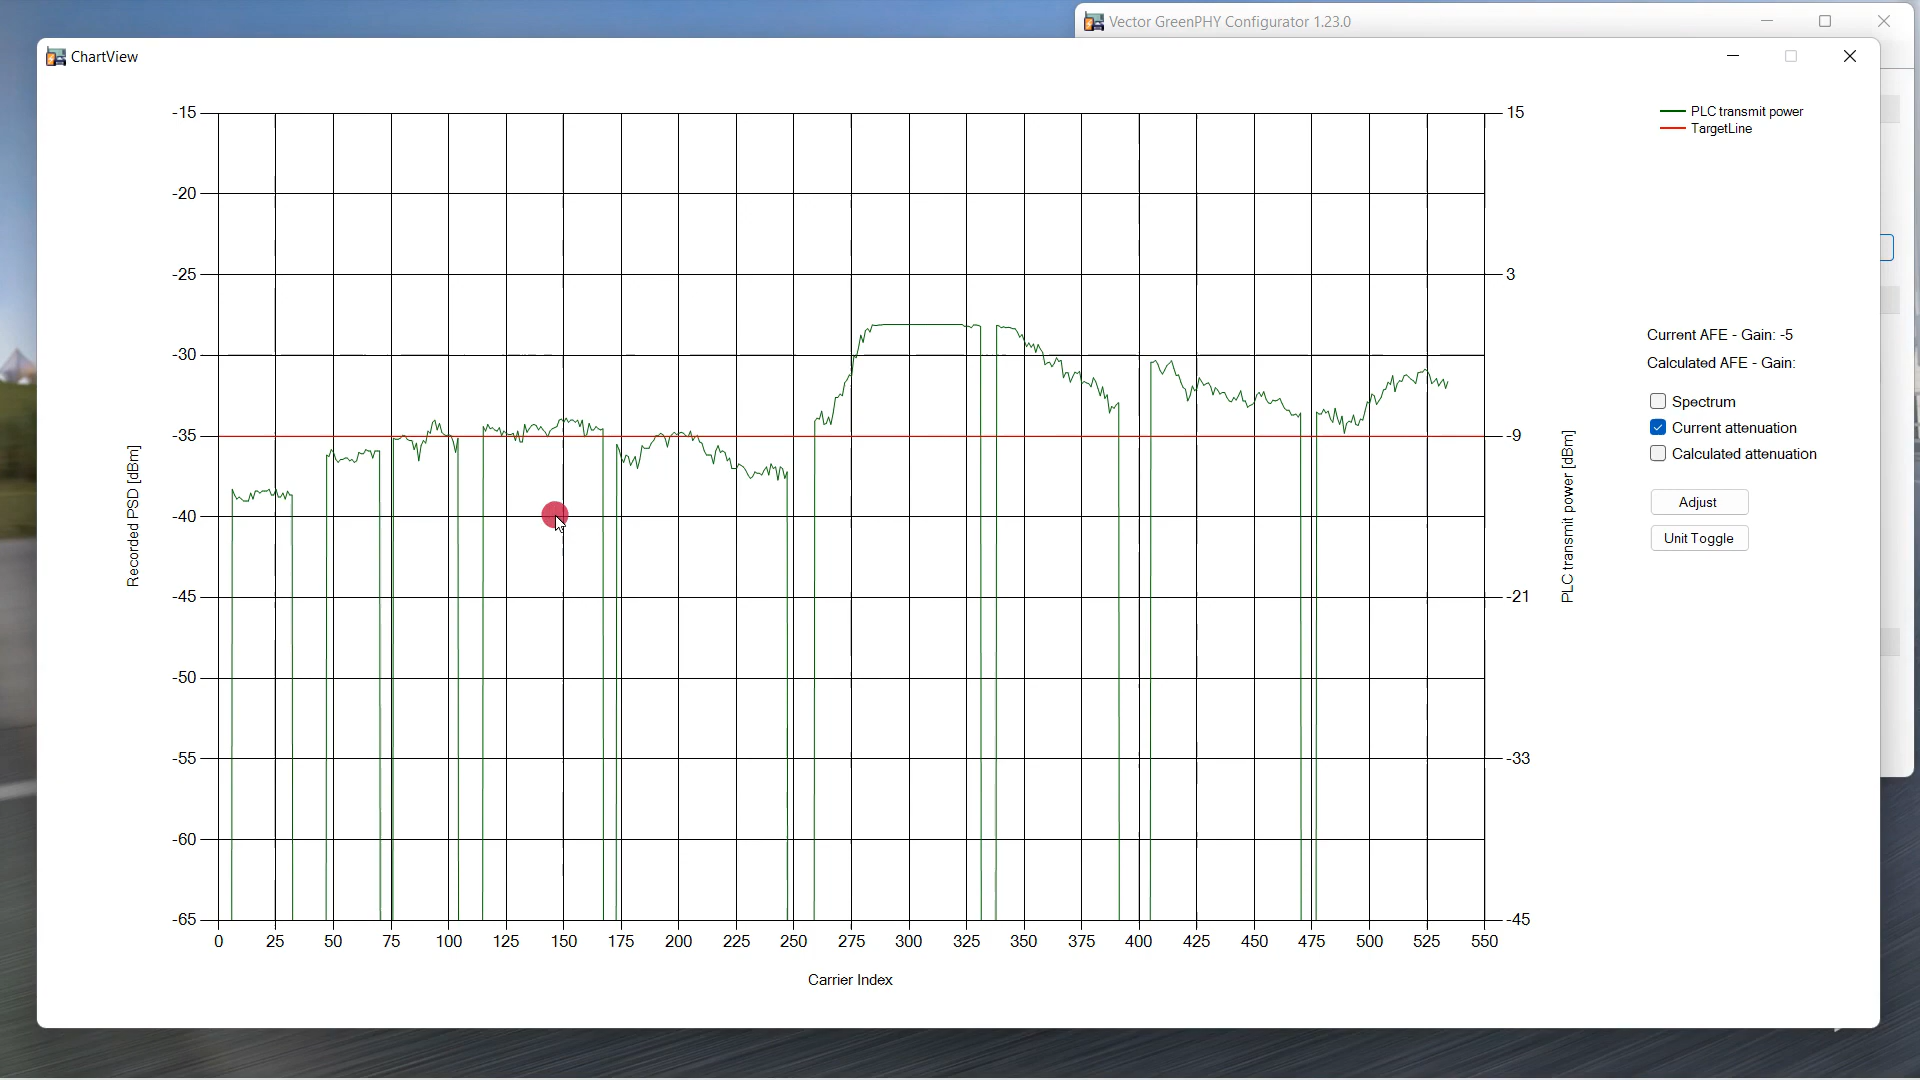 Vector GreenPHY Configurator 1.23.0
ChartView
PLC transmit power
TargetLine
-15
-20
-25
-30
-35
-40
-45
-50
-55
-60
-65
Recorded PSD [dBm]
15
3
-9
-21
-33
-45
PLC transmit power [dBm]
0 25 50 75 100 125 150 175 200 225 250 275 300 325 350 375 400 425 450 475 500 525 550
Carrier Index
Current AFE - Gain: -5
Calculated AFE - Gain:
Spectrum
Current attenuation
Calculated attenuation
Adjust
Unit Toggle